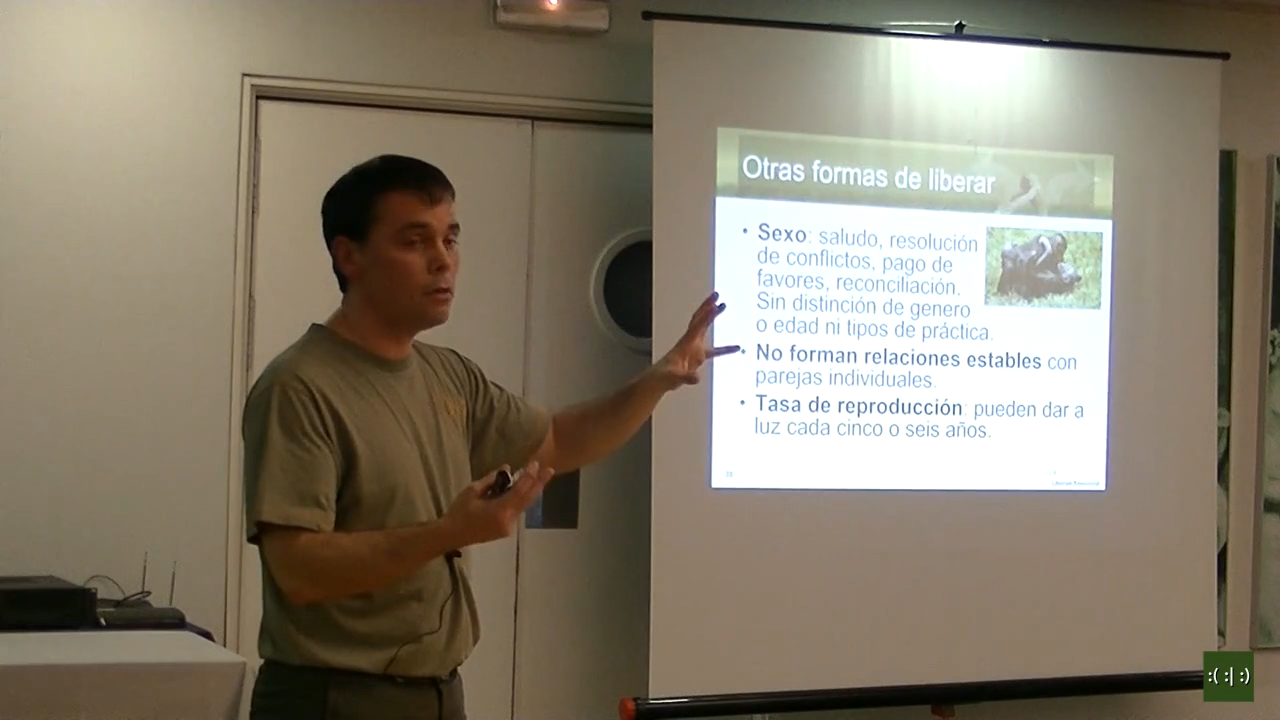 Otras formas de liberar
• Sexo: saludo, resolución
de conflictos, pago de
favores, reconciliación.
Sin distinción de genero
o edad ni tipos de práctica.
• No forman relaciones estables con
parejas individuales.
• Tasa de reproducción: pueden dar a
luz cada cinco o seis años.
:( :| :)